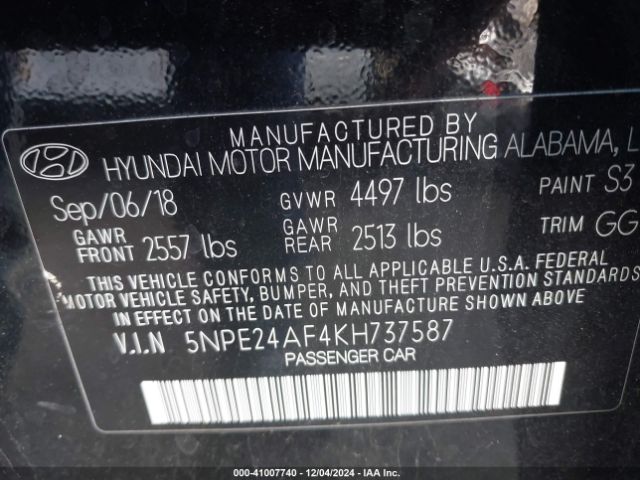 MANUFACTURED BY
HYUNDAI MOTOR MANUFACTURING ALABAMA, L
Sep/06/18 GVWR 4497 lbs PAINT S3
GAWR FRONT 2557 lbs GAWR REAR 2513 lbs TRIM GG
THIS VEHICLE CONFORMS TO ALL APPLICABLE U.S.A. FEDERAL
MOTOR VEHICLE SAFETY, BUMPER, AND THEFT PREVENTION STANDARDS
IN EFFECT ON THE DATE OF MANUFACTURE SHOWN ABOVE
V.I.N 5NPE24AF4KH737587
PASSENGER CAR
000-41007740 - 12/04/2024 - IAA Inc.